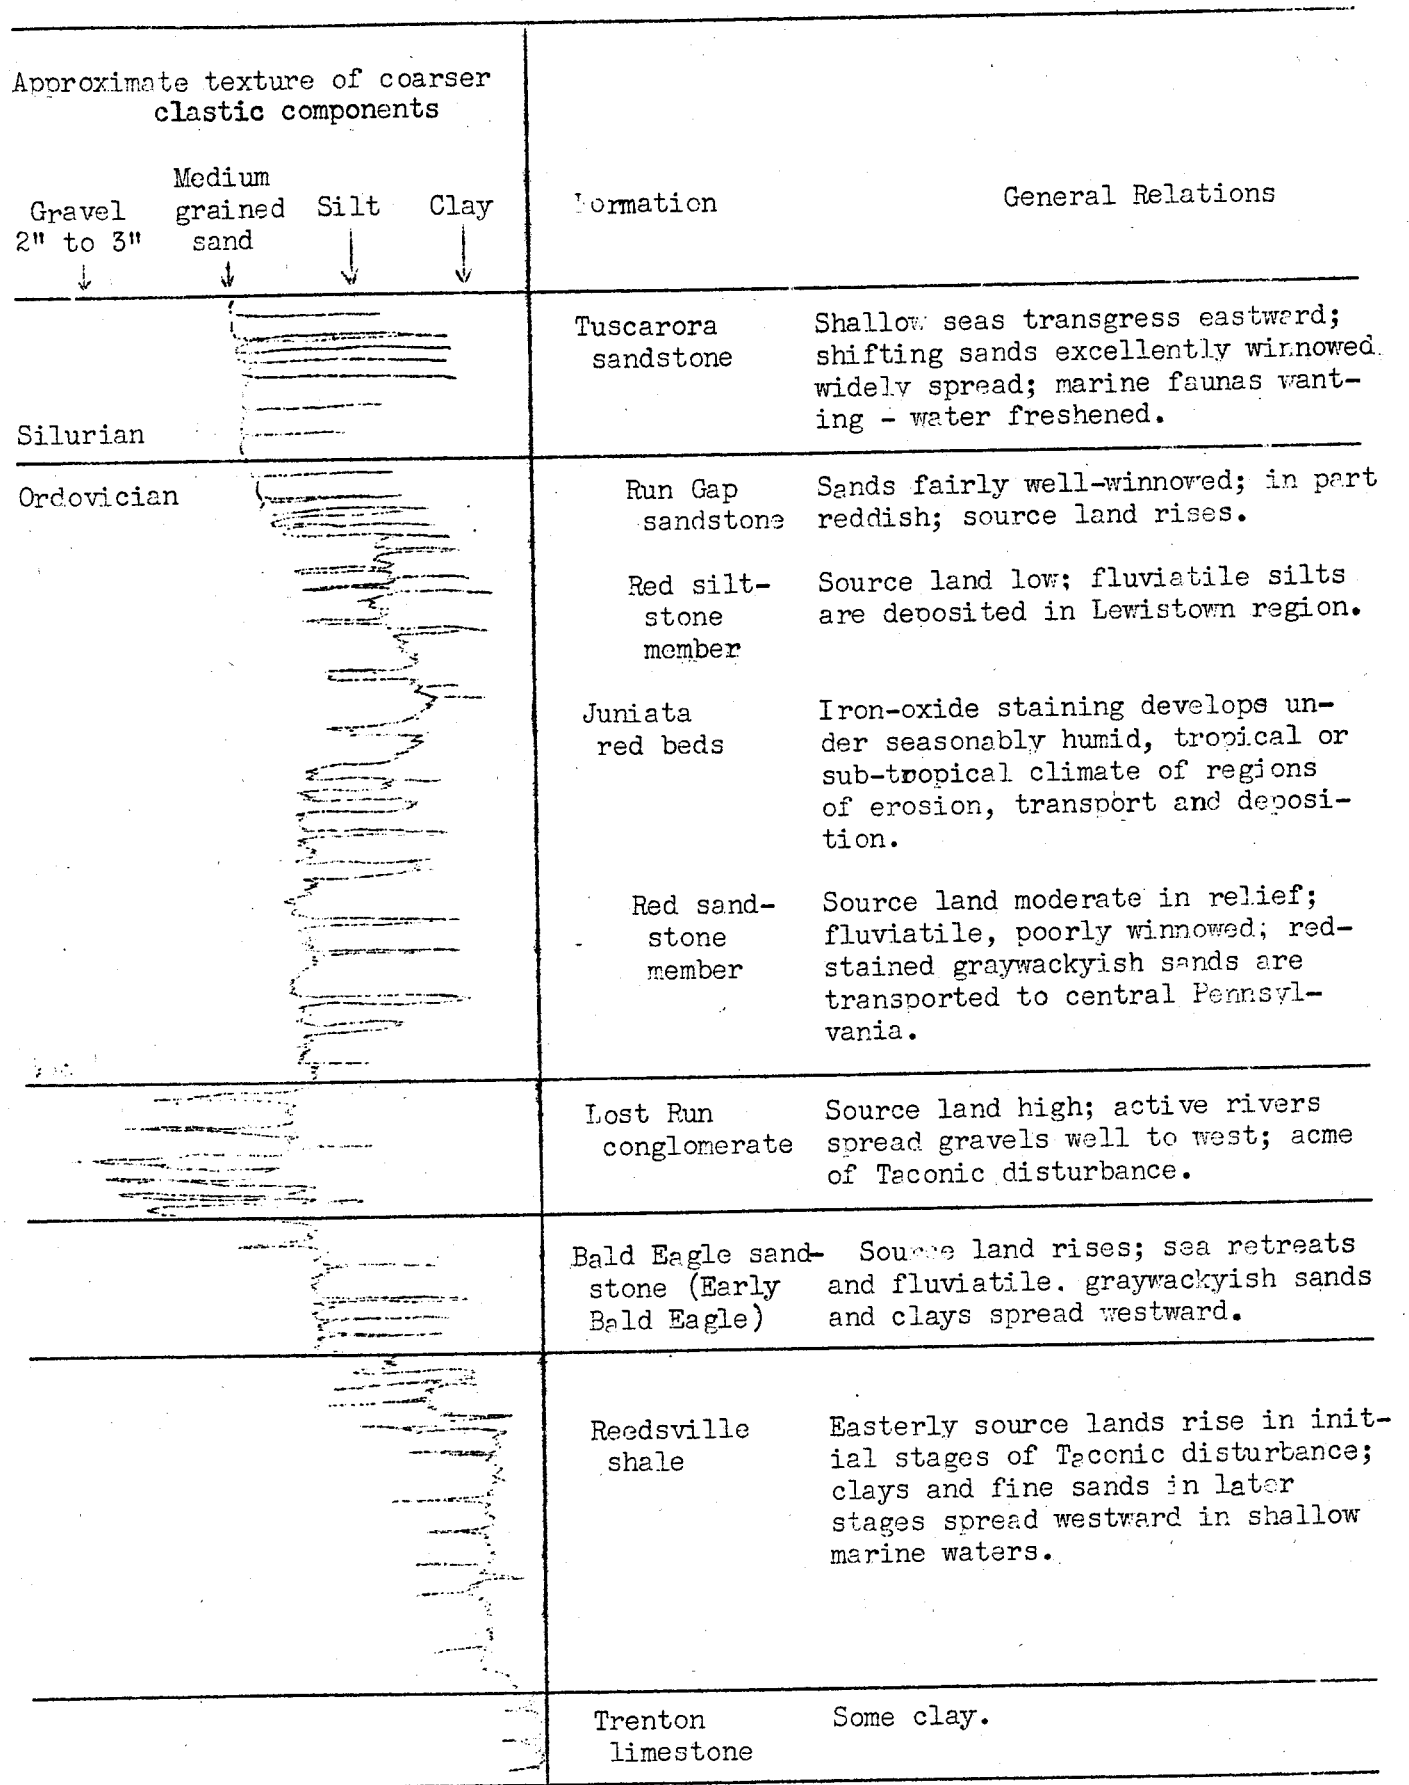 Approximate texture of coarser
clastic components
Gravel
2" to 3"
Medium
grained
sand
Silt
Clay
Formation
General Relations
Silurian
Tuscarora
sandstone
Shallow seas transgress eastward;
shifting sands excellently winnowed
widely spread; marine faunas want-
ing - water freshened.
Ordovician
Run Gap
sandstone
Sands fairly well-winnowed; in part
reddish; source land rises.
Red silt-
stone
member
Source land low; fluviatile silts
are deposited in Lewistown region.
Juniata
red beds
Iron-oxide staining develops un-
der seasonably humid, tropical or
sub-tropical climate of regions
of erosion, transport and deposi-
tion.
Red sand-
stone
member
Source land moderate in relief;
fluviatile, poorly winnowed; red-
stained graywackyish sands are
transported to central Pennsyl-
vania.
Lost Run
conglomerate
Source land high; active rivers
spread gravels well to west; acme
of Taconic disturbance.
Bald Eagle sand-
stone (Early
Bald Eagle)
Source land rises; sea retreats
and fluviatile. graywackyish sands
and clays spread westward.
Reedsville
shale
Easterly source lands rise in init-
ial stages of Taconic disturbance;
clays and fine sands in later
stages spread westward in shallow
marine waters.
Trenton
limestone
Some clay.